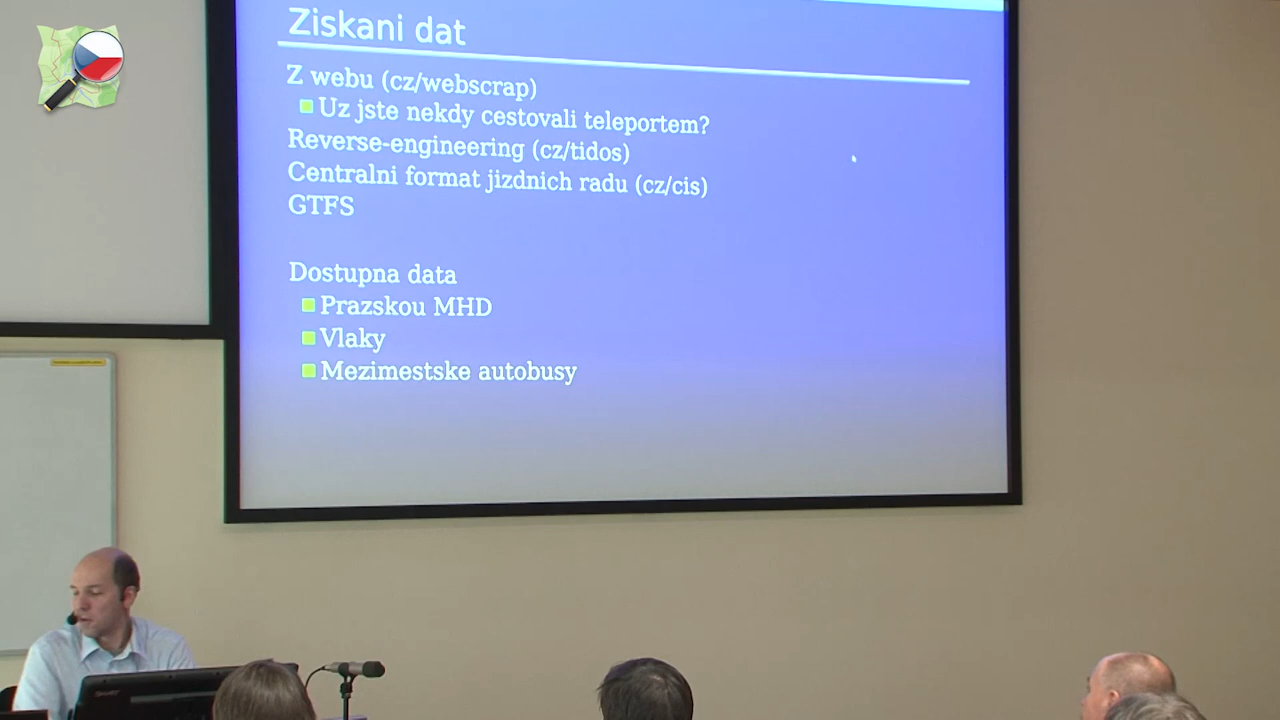 Ziskani dat
Z webu (cz/webscrap)
Uz jste nekdy cestovali teleportem?
Reverse-engineering (cz/tidos)
Centralni format jizdnich radu (cz/cis)
GTFS
Dostupna data
Prazskou MHD
Vlaky
Mezimestske autobusy